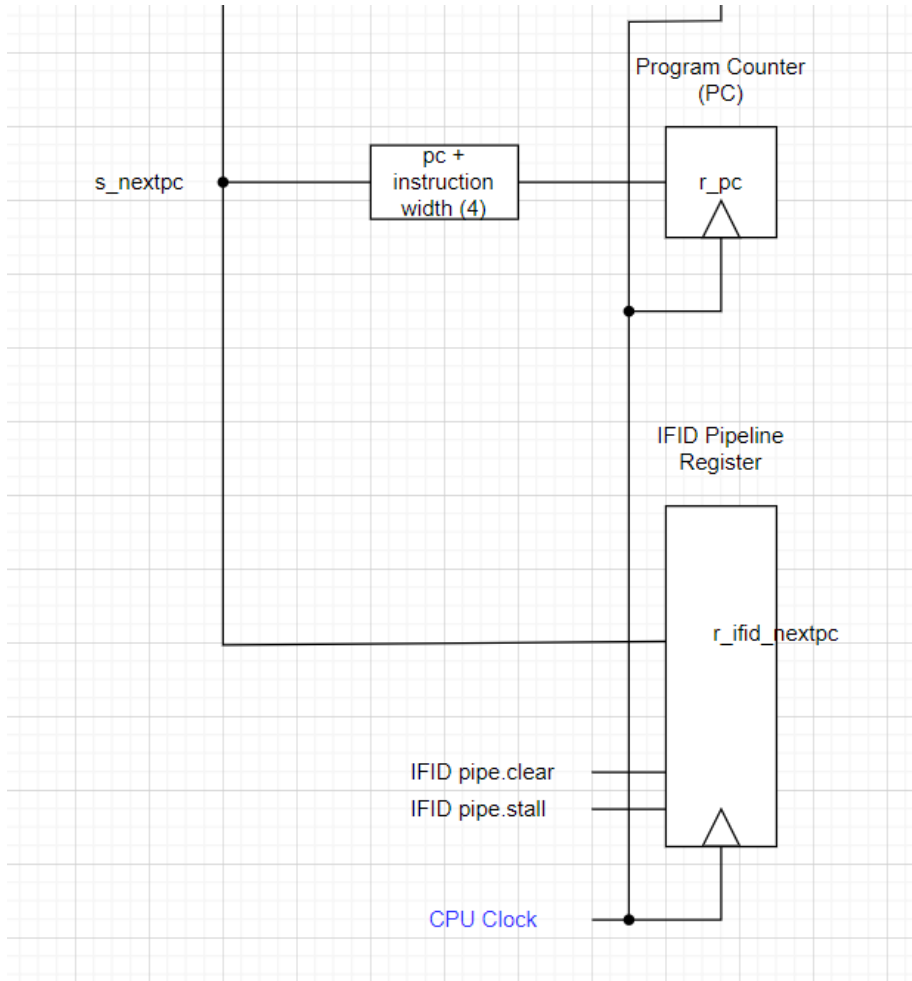 Program Counter
(PC)
pc +
instruction
width (4)
s_nextpc
r_pc
IFID Pipeline
Register
r_ifid_nextpc
IFID pipe.clear
IFID pipe.stall
CPU Clock